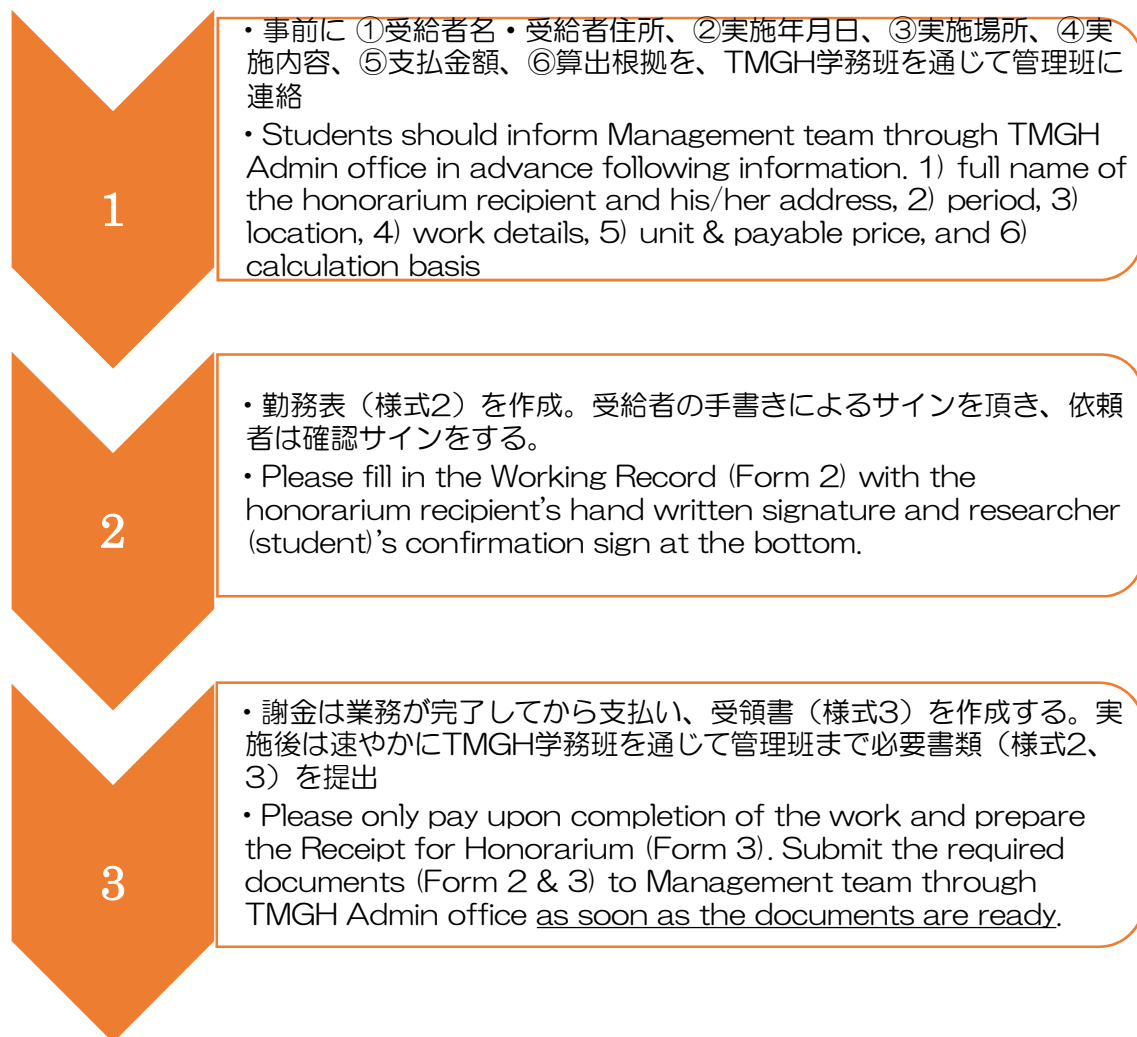 ・事前に ①受給者名・受給者住所、②実施年月日、③実施場所、④実
施内容、⑤支払金額、⑥算出根拠を、TMGH学務班を通じて管理班に
連絡
・Students should inform Management team through TMGH
Admin office in advance following information. 1) full name of
the honorarium recipient and his/her address, 2) period, 3)
location, 4) work details, 5) unit & payable price, and 6)
calculation basis
1
・勤務表（様式2）を作成。受給者の手書きによるサインを頂き、依頼
者は確認サインをする。
・Please fill in the Working Record (Form 2) with the
honorarium recipient’s hand written signature and researcher
(student)’s confirmation sign at the bottom.
2
・謝金は業務が完了してから支払い、受領書（様式3）を作成する。実
施後は速やかにTMGH学務班を通じて管理班まで必要書類（様式2、
3）を提出
・Please only pay upon completion of the work and prepare
the Receipt for Honorarium (Form 3). Submit the required
documents (Form 2 & 3) to Management team through
TMGH Admin office as soon as the documents are ready.
3